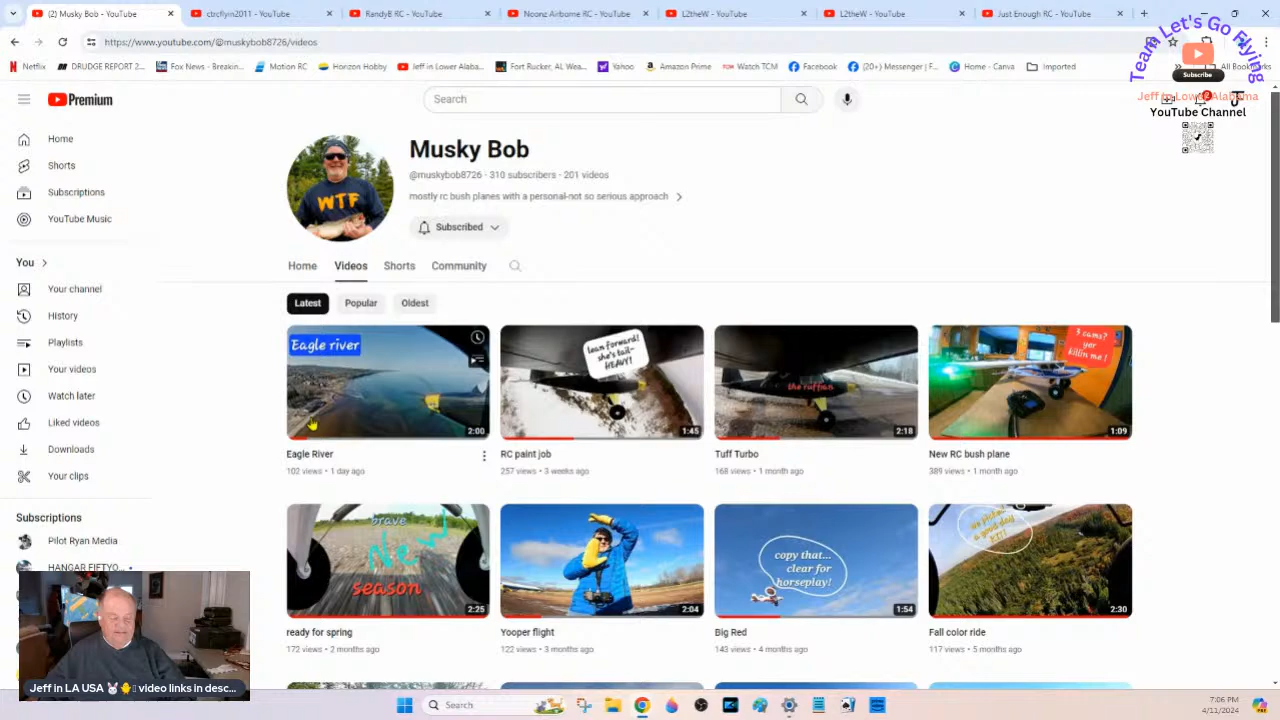 (2) Musky Bob - YouTube
ctrcflyin2011 - YouTube
RandyB RC - YouTube
Noonz Airborne RC - YouTube
L2theW - YouTube
L2theW - YouTube
Just Enough RC - YouTube
https://www.youtube.com/@muskybob8726/videos
Netflix
DRUDGE REPORT 2...
Fox News - Breakin...
Motion RC
Horizon Hobby
Jeff in Lower Alaba...
Fort Rucker, AL Wea...
Yahoo
Amazon Prime
TCM Watch TCM
Facebook
(20+) Messenger | F...
Home - Canva
Imported
All Bookmarks
Team Let's Go Flying
Subscribe
Jeff in Lower Alabama
YouTube Channel
Premium
Search
Home
Shorts
Subscriptions
YouTube Music
You
Your channel
History
Playlists
Your videos
Watch later
Liked videos
Downloads
Your clips
Subscriptions
Pilot Ryan Media
HANGAR FIFTYO...
WTF
Musky Bob
@muskybob8726 · 310 subscribers · 201 videos
mostly rc bush planes with a personal-not so serious approach
Subscribed
Home Videos Shorts Community
Latest Popular Oldest
Eagle river
2:00
Eagle River
102 views · 1 day ago
lean forward!
she's tail-
HEAVY!
1:45
RC paint job
257 views · 3 weeks ago
the ruffian
2:18
Tuff Turbo
168 views · 1 month ago
3 cams?
yer
killin me!
1:09
New RC bush plane
389 views · 1 month ago
brave
season
2:25
ready for spring
172 views · 2 months ago
2:04
Yooper flight
122 views · 3 months ago
copy that...
clear for
horseplay!
1:54
Big Red
143 views · 4 months ago
a good day
2:30
Fall color ride
117 views · 5 months ago
Jeff in LA USA
video links in desc...
Search
7:06 PM
4/11/2024